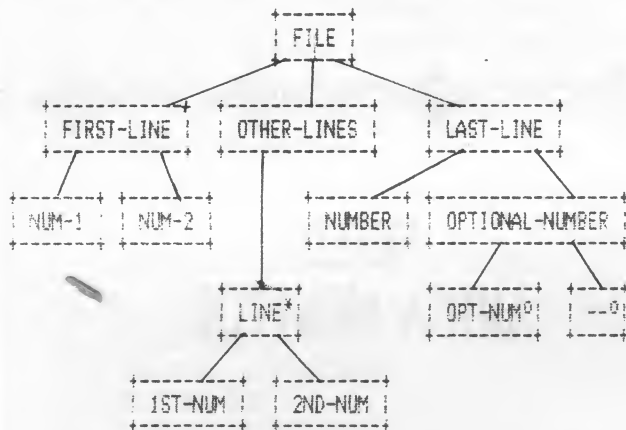 FILE
FIRST-LINE OTHER-LINES LAST-LINE
NUM-1 NUM-2 NUMBER OPTIONAL-NUMBER
LINE* OPT-NUM° --°
1ST-NUM 2ND-NUM